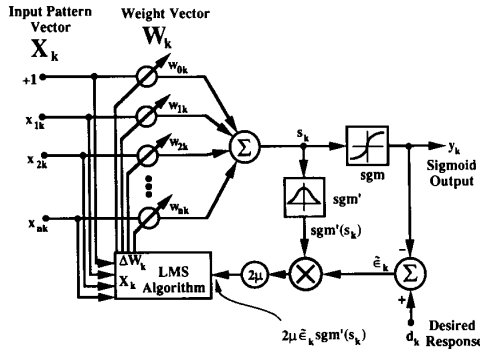 Input Pattern
Vector
X_k
Weight Vector
W_k
+1
w_0k
x_1k
w_1k
x_2k
w_2k
x_nk
w_nk
Σ
s_k
sgm
y_k
Sigmoid
Output
sgm'
sgm'(s_k)
ΔW_k
X_k
LMS
Algorithm
2μ
ε̃_k
−
Σ
+
2μ ε̃_k sgm'(s_k)
d_k
Desired
Response